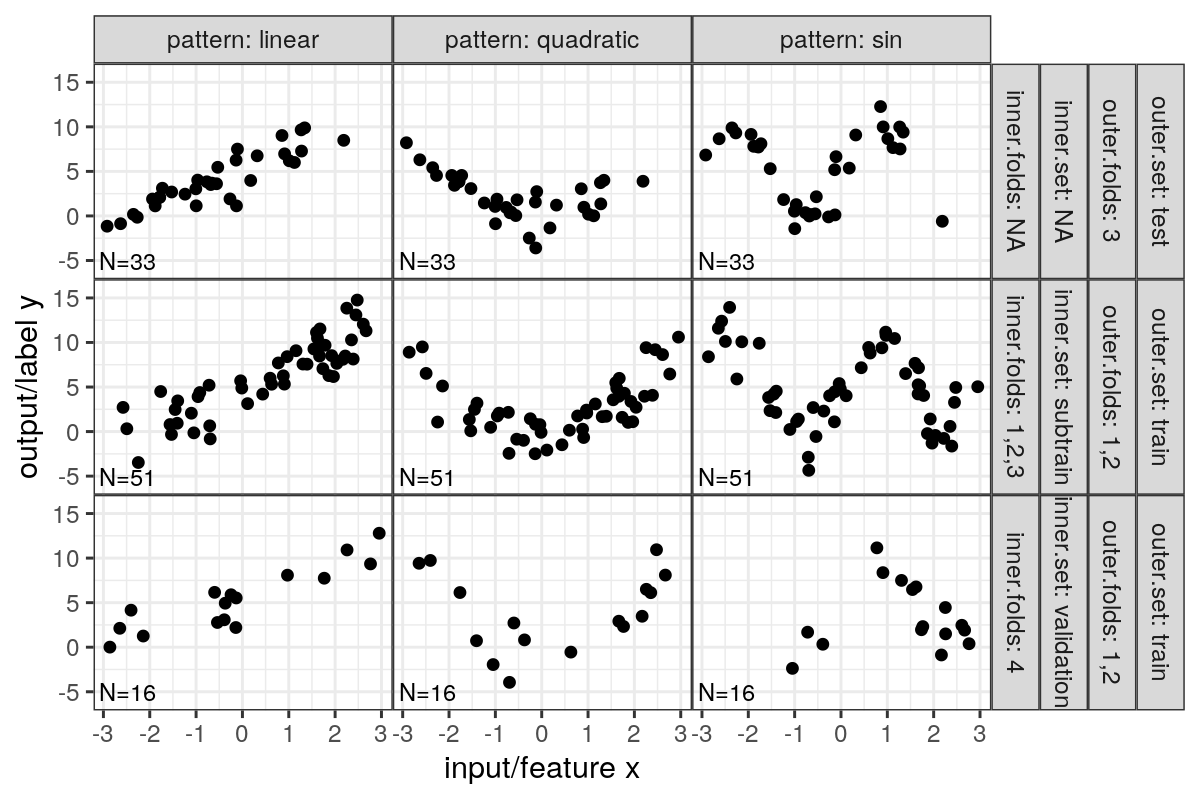 pattern: linear
pattern: quadratic
pattern: sin
15
10
5
0
-5
N=33
N=33
N=33
inner.folds: NA
inner.set: NA
outer.folds: 3
outer.set: test
15
10
5
0
-5
N=51
N=51
N=51
inner.folds: 1,2,3
inner.set: subtrain
outer.folds: 1,2
outer.set: train
15
10
5
0
-5
N=16
N=16
N=16
inner.folds: 4
inner.set: validation
outer.folds: 1,2
outer.set: train
output/label y
-3 -2 -1 0 1 2 3
-3 -2 -1 0 1 2 3
-3 -2 -1 0 1 2 3
input/feature x